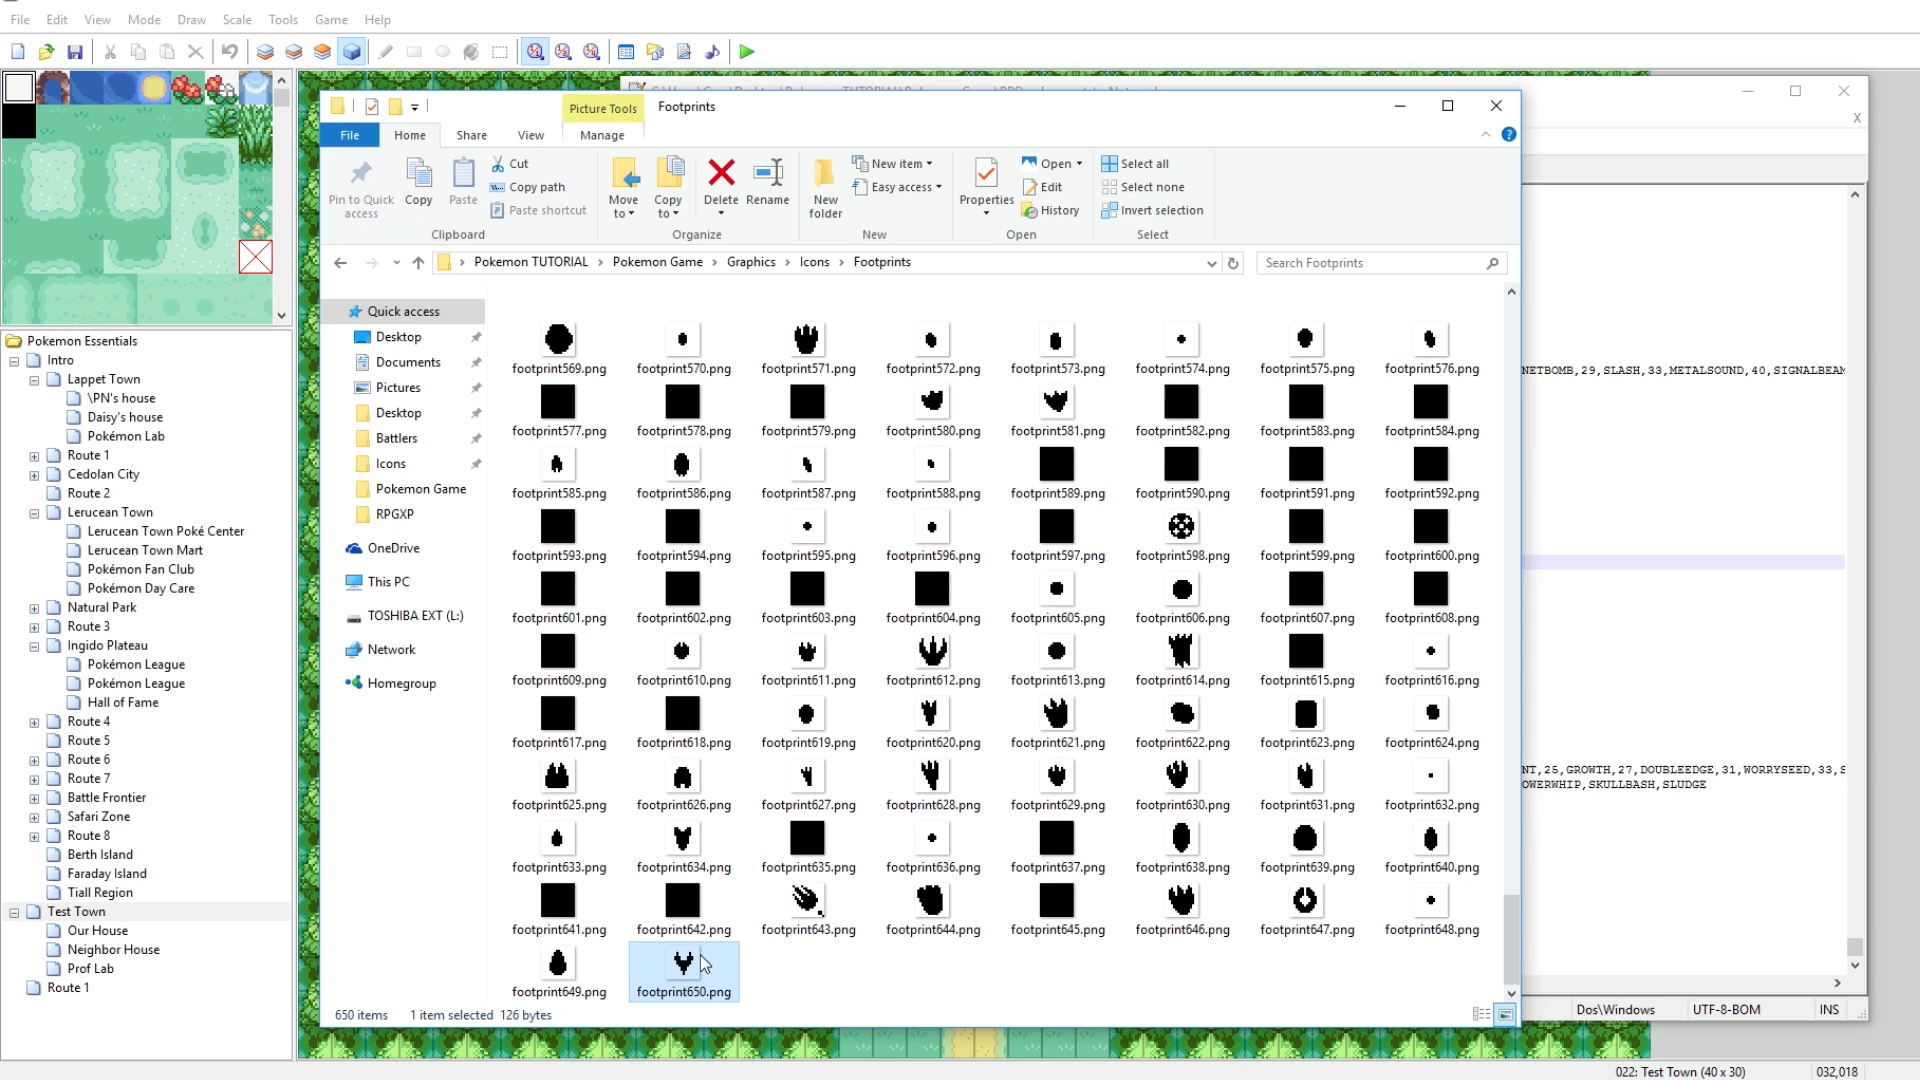 File Edit View Mode Draw Scale Tools Game Help
Picture Tools Footprints
File Home Share View Manage
Pin to Quick access
Copy
Paste
Cut
Copy path
Paste shortcut
Clipboard
Move to
Copy to
Delete
Rename
Organize
New folder
New item
Easy access
New
Properties
Open
Edit
History
Open
Select all
Select none
Invert selection
Select
Pokemon TUTORIAL Pokemon Game Graphics Icons Footprints
Search Footprints
X
Quick access
Desktop
Documents
Pictures
Desktop
Battlers
Icons
Pokemon Game
RPGXP
OneDrive
This PC
TOSHIBA EXT (L:)
Network
Homegroup
footprint569.png footprint570.png footprint571.png footprint572.png footprint573.png footprint574.png footprint575.png footprint576.png
footprint577.png footprint578.png footprint579.png footprint580.png footprint581.png footprint582.png footprint583.png footprint584.png
footprint585.png footprint586.png footprint587.png footprint588.png footprint589.png footprint590.png footprint591.png footprint592.png
footprint593.png footprint594.png footprint595.png footprint596.png footprint597.png footprint598.png footprint599.png footprint600.png
footprint601.png footprint602.png footprint603.png footprint604.png footprint605.png footprint606.png footprint607.png footprint608.png
footprint609.png footprint610.png footprint611.png footprint612.png footprint613.png footprint614.png footprint615.png footprint616.png
footprint617.png footprint618.png footprint619.png footprint620.png footprint621.png footprint622.png footprint623.png footprint624.png
footprint625.png footprint626.png footprint627.png footprint628.png footprint629.png footprint630.png footprint631.png footprint632.png
footprint633.png footprint634.png footprint635.png footprint636.png footprint637.png footprint638.png footprint639.png footprint640.png
footprint641.png footprint642.png footprint643.png footprint644.png footprint645.png footprint646.png footprint647.png footprint648.png
footprint649.png footprint650.png
650 items 1 item selected 126 bytes
NETBOMB,29,SLASH,33,METALSOUND,40,SIGNALBEAM
NT,25,GROWTH,27,DOUBLEEDGE,31,WORRYSEED,33,S
OWERWHIP,SKULLBASH,SLUDGE
Dos\Windows UTF-8-BOM INS
Pokemon Essentials
Intro
Lappet Town
\PN's house
Daisy's house
Pokémon Lab
Route 1
Cedolan City
Route 2
Lerucean Town
Lerucean Town Poké Center
Lerucean Town Mart
Pokémon Fan Club
Pokémon Day Care
Natural Park
Route 3
Ingido Plateau
Pokémon League
Pokémon League
Hall of Fame
Route 4
Route 5
Route 6
Route 7
Battle Frontier
Safari Zone
Route 8
Berth Island
Faraday Island
Tiall Region
Test Town
Our House
Neighbor House
Prof Lab
Route 1
022: Test Town (40 x 30) 032,018